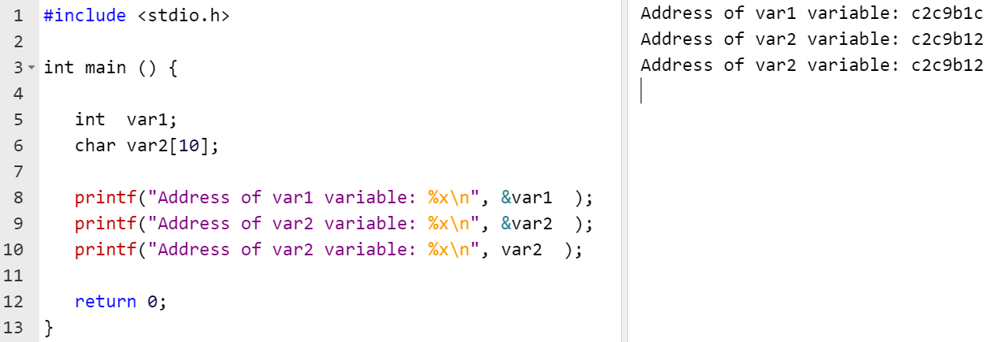 1 #include <stdio.h>
2
3 int main () {
4
5    int  var1;
6    char var2[10];
7
8    printf("Address of var1 variable: %x\n", &var1  );
9    printf("Address of var2 variable: %x\n", &var2  );
10    printf("Address of var2 variable: %x\n", var2  );
11
12    return 0;
13 }
Address of var1 variable: c2c9b1c
Address of var2 variable: c2c9b12
Address of var2 variable: c2c9b12